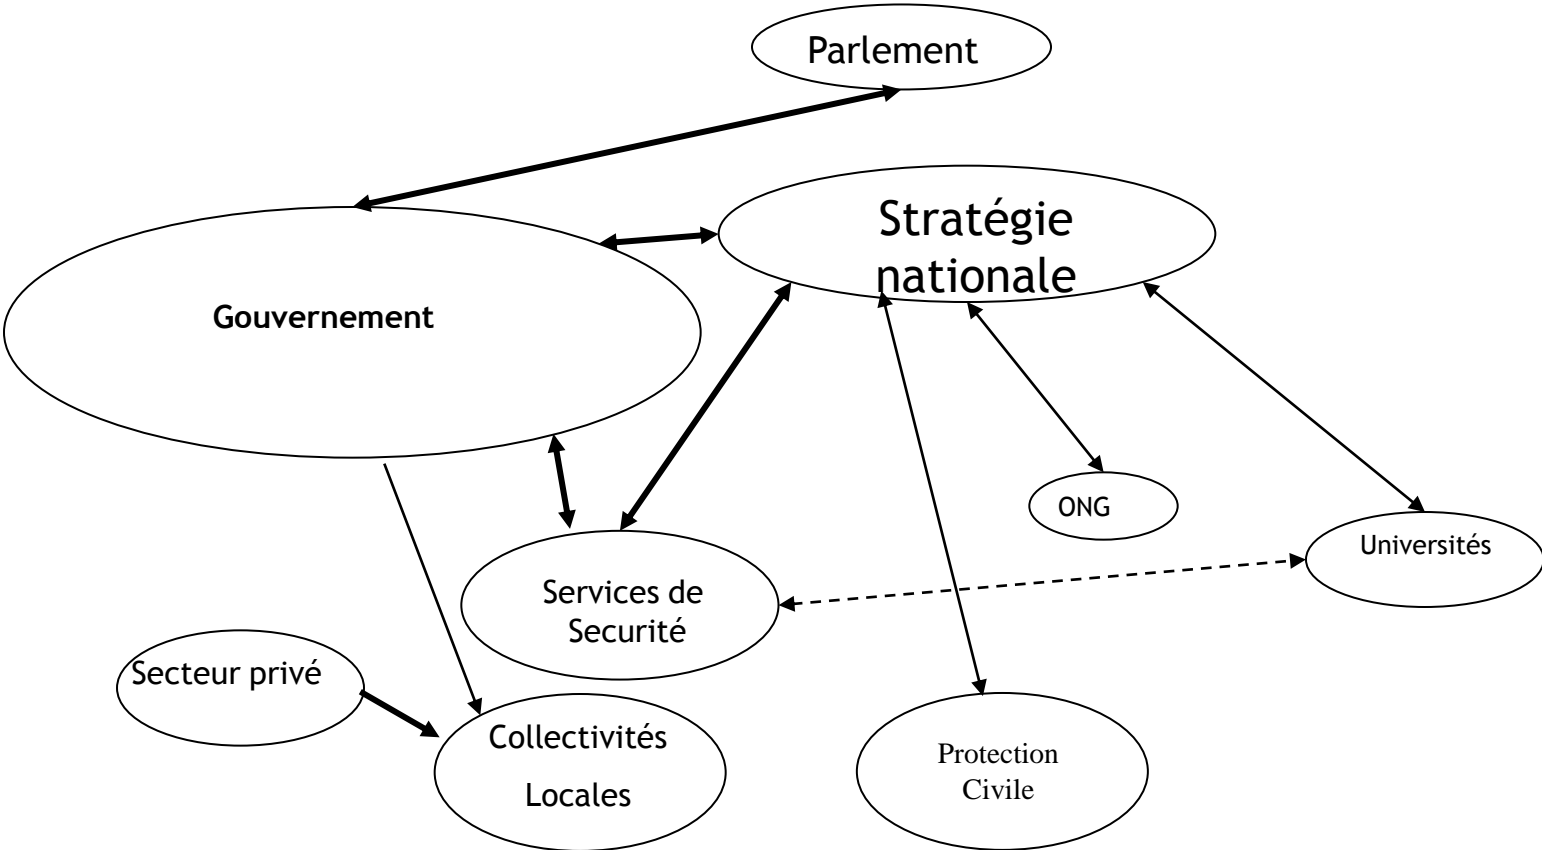 Parlement
Stratégie
nationale
Gouvernement
ONG
Universités
Services de
Securité
Secteur privé
Collectivités
Locales
Protection
Civile